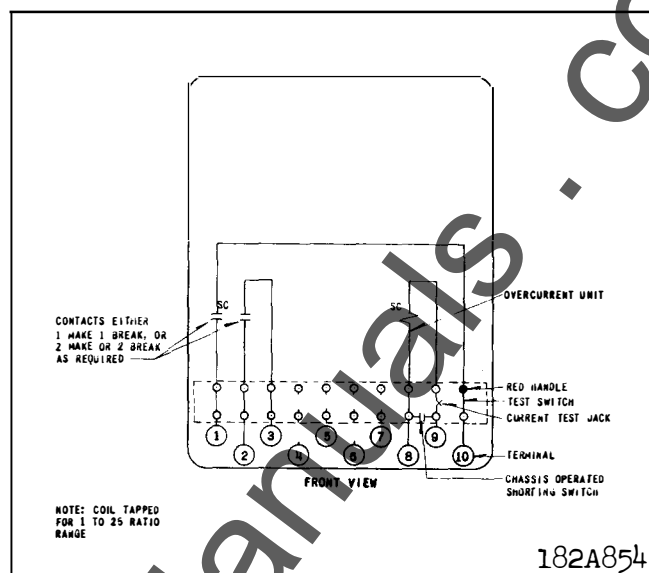 SC
SC
OVERCURRENT UNIT
CONTACTS EITHER
1 MAKE 1 BREAK, OR
2 MAKE OR 2 BREAK
AS REQUIRED
RED HANDLE
TEST SWITCH
CURRENT TEST JACK
1 3 5 7 9
2 4 6 8 10
TERMINAL
FRONT VIEW
CHASSIS OPERATED
SHORTING SWITCH
NOTE: COIL TAPPED
FOR 1 TO 25 RATIO
RANGE
182A854
anuals.co